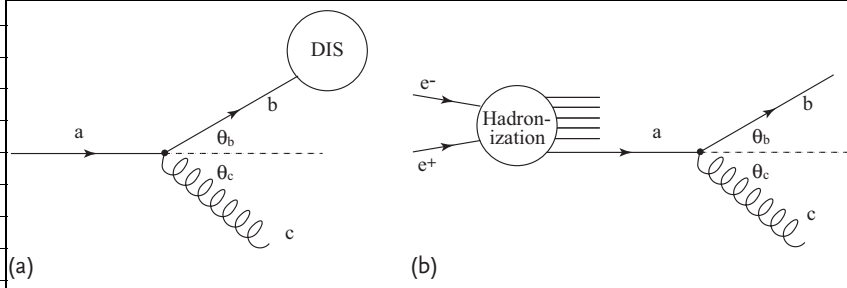 DIS
b
a
θb
θc
c
(a)
e-
e+
Hadron-
ization
a
b
θb
θc
c
(b)